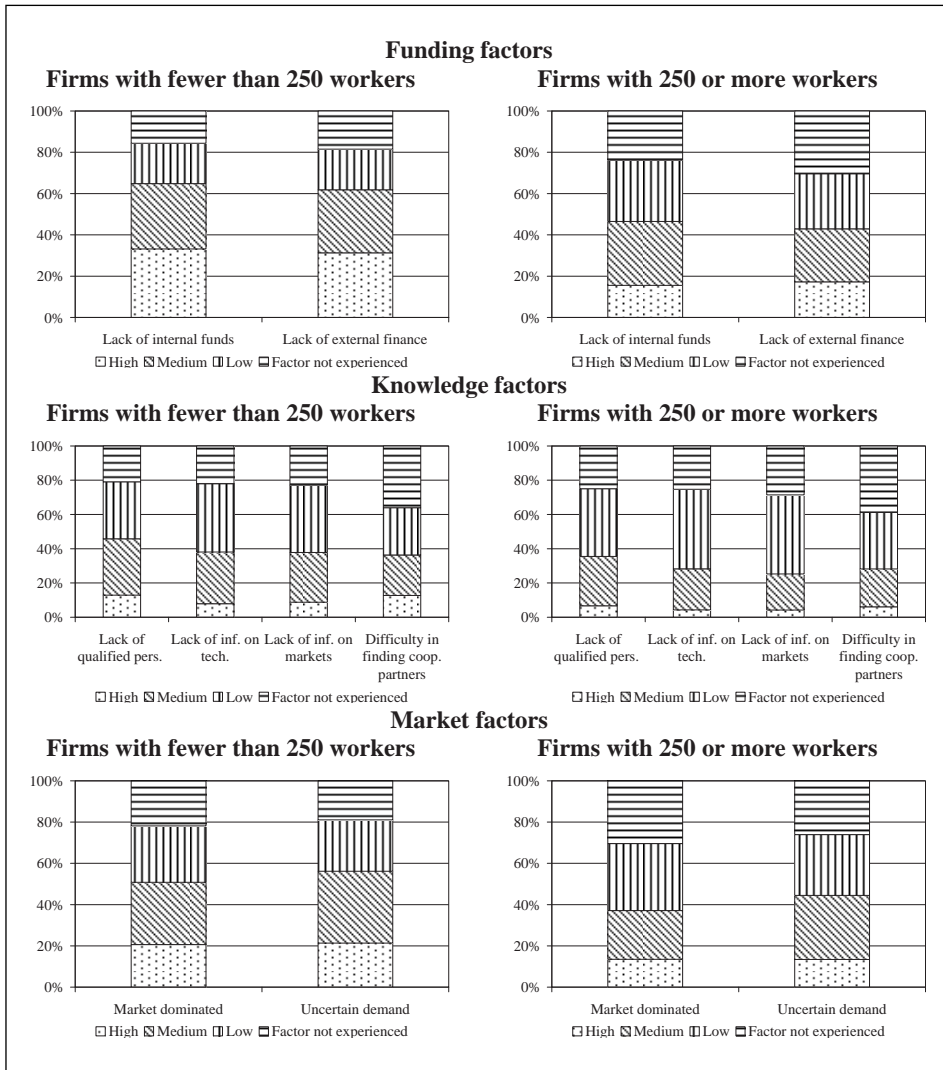 Funding factors
Firms with fewer than 250 workers
100%
80%
60%
40%
20%
0%
Lack of internal funds Lack of external finance
High Medium Low Factor not experienced
Firms with 250 or more workers
100%
80%
60%
40%
20%
0%
Lack of internal funds Lack of external finance
High Medium Low Factor not experienced
Knowledge factors
Firms with fewer than 250 workers
100%
80%
60%
40%
20%
0%
Lack of qualified pers.
Lack of inf. on tech.
Lack of inf. on markets
Difficulty in finding coop. partners
High Medium Low Factor not experienced
Firms with 250 or more workers
100%
80%
60%
40%
20%
0%
Lack of qualified pers.
Lack of inf. on tech.
Lack of inf. on markets
Difficulty in finding coop. partners
High Medium Low Factor not experienced
Market factors
Firms with fewer than 250 workers
100%
80%
60%
40%
20%
0%
Market dominated Uncertain demand
High Medium Low Factor not experienced
Firms with 250 or more workers
100%
80%
60%
40%
20%
0%
Market dominated Uncertain demand
High Medium Low Factor not experienced